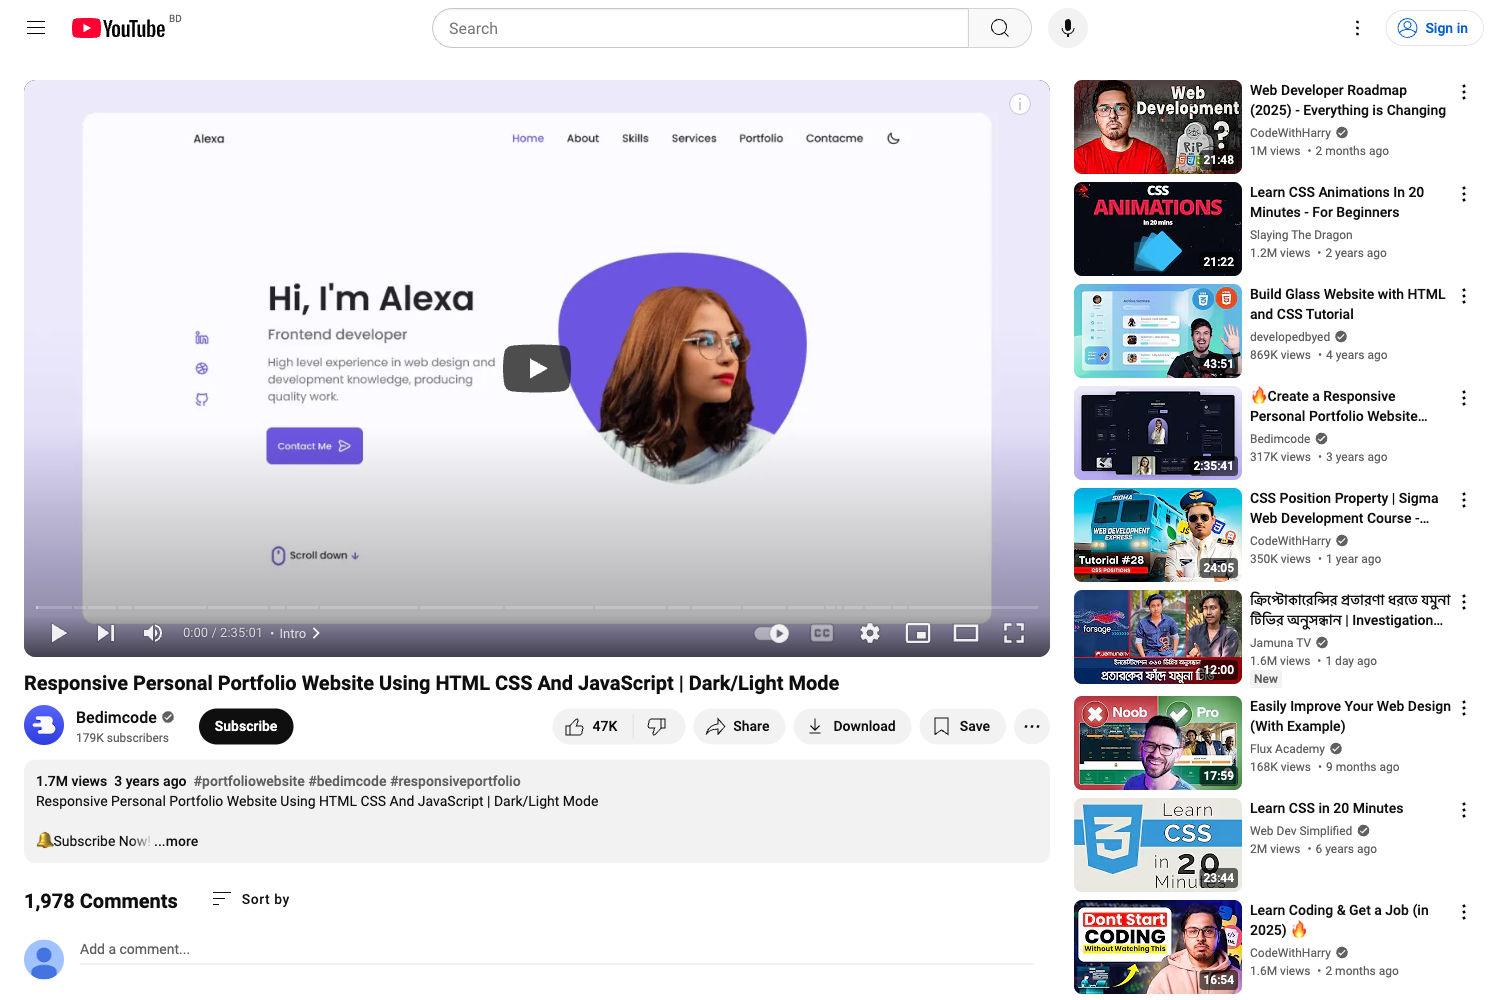 YouTube BD
Search
Sign in
Alexa
Home About Skills Services Portfolio Contacme
Hi, I'm Alexa
Frontend developer
High level experience in web design and
development knowledge, producing
quality work.
Contact Me
Scroll down
0:00 / 2:35:01 • Intro
CC
Responsive Personal Portfolio Website Using HTML CSS And JavaScript | Dark/Light Mode
Bedimcode
179K subscribers
Subscribe
47K
Share
Download
Save
1.7M views 3 years ago #portfoliowebsite #bedimcode #responsiveportfolio
Responsive Personal Portfolio Website Using HTML CSS And JavaScript | Dark/Light Mode
🔔Subscribe Now! ...more
1,978 Comments
Sort by
Add a comment...
Web
Development
?
RIP
21:48
Web Developer Roadmap
(2025) - Everything is Changing
CodeWithHarry
1M views • 2 months ago
CSS
ANIMATIONS
in 20 mins
21:22
Learn CSS Animations In 20
Minutes - For Beginners
Slaying The Dragon
1.2M views • 2 years ago
43:51
Build Glass Website with HTML
and CSS Tutorial
developedbyed
869K views • 4 years ago
2:35:41
🔥Create a Responsive
Personal Portfolio Website...
Bedimcode
317K views • 3 years ago
SIGMA
WEB DEVELOPMENT
EXPRESS
JS
Tutorial #28
CSS POSITIONS
24:05
CSS Position Property | Sigma
Web Development Course -...
CodeWithHarry
350K views • 1 year ago
forsage
JAMUNA TV
প্রতারকের ফাঁদে যমুনা টিভি
12:00
ক্রিপ্টোকারেন্সির প্রতারণা ধরতে যমুনা
টিভির অনুসন্ধান | Investigation...
Jamuna TV
1.6M views • 1 day ago
New
Noob
Pro
17:59
Easily Improve Your Web Design
(With Example)
Flux Academy
168K views • 9 months ago
Learn
CSS
in 20
Minutes
23:44
Learn CSS in 20 Minutes
Web Dev Simplified
2M views • 6 years ago
Dont Start
CODING
Without Watching This
16:54
Learn Coding & Get a Job (in
2025) 🔥
CodeWithHarry
1.6M views • 2 months ago